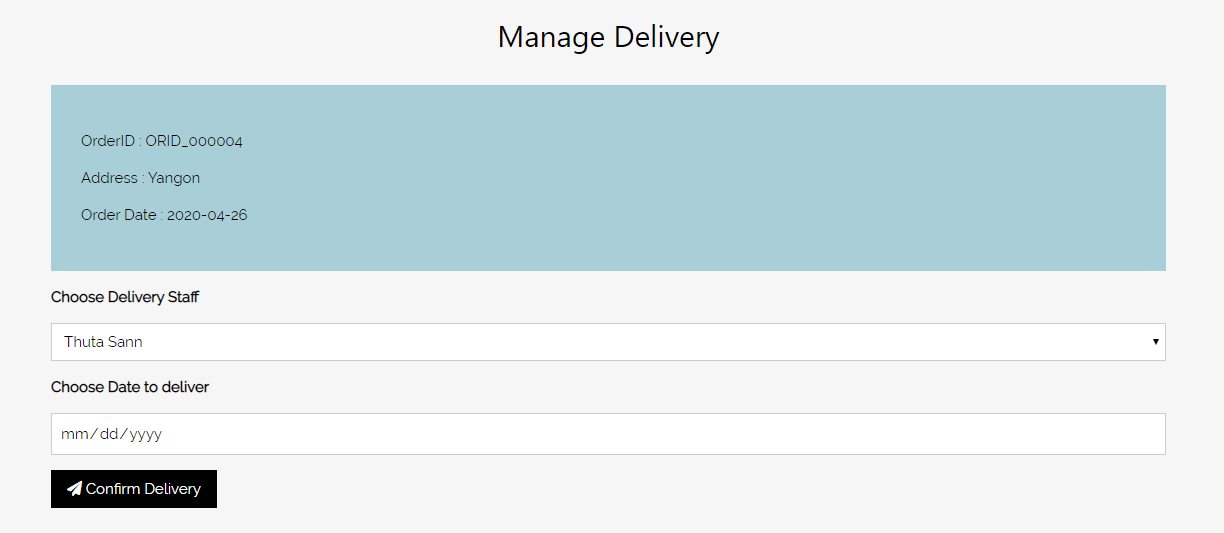 Manage Delivery
OrderID : ORID_000004
Address : Yangon
Order Date : 2020-04-26
Choose Delivery Staff
Thuta Sann
Choose Date to deliver
mm/dd/yyyy
Confirm Delivery